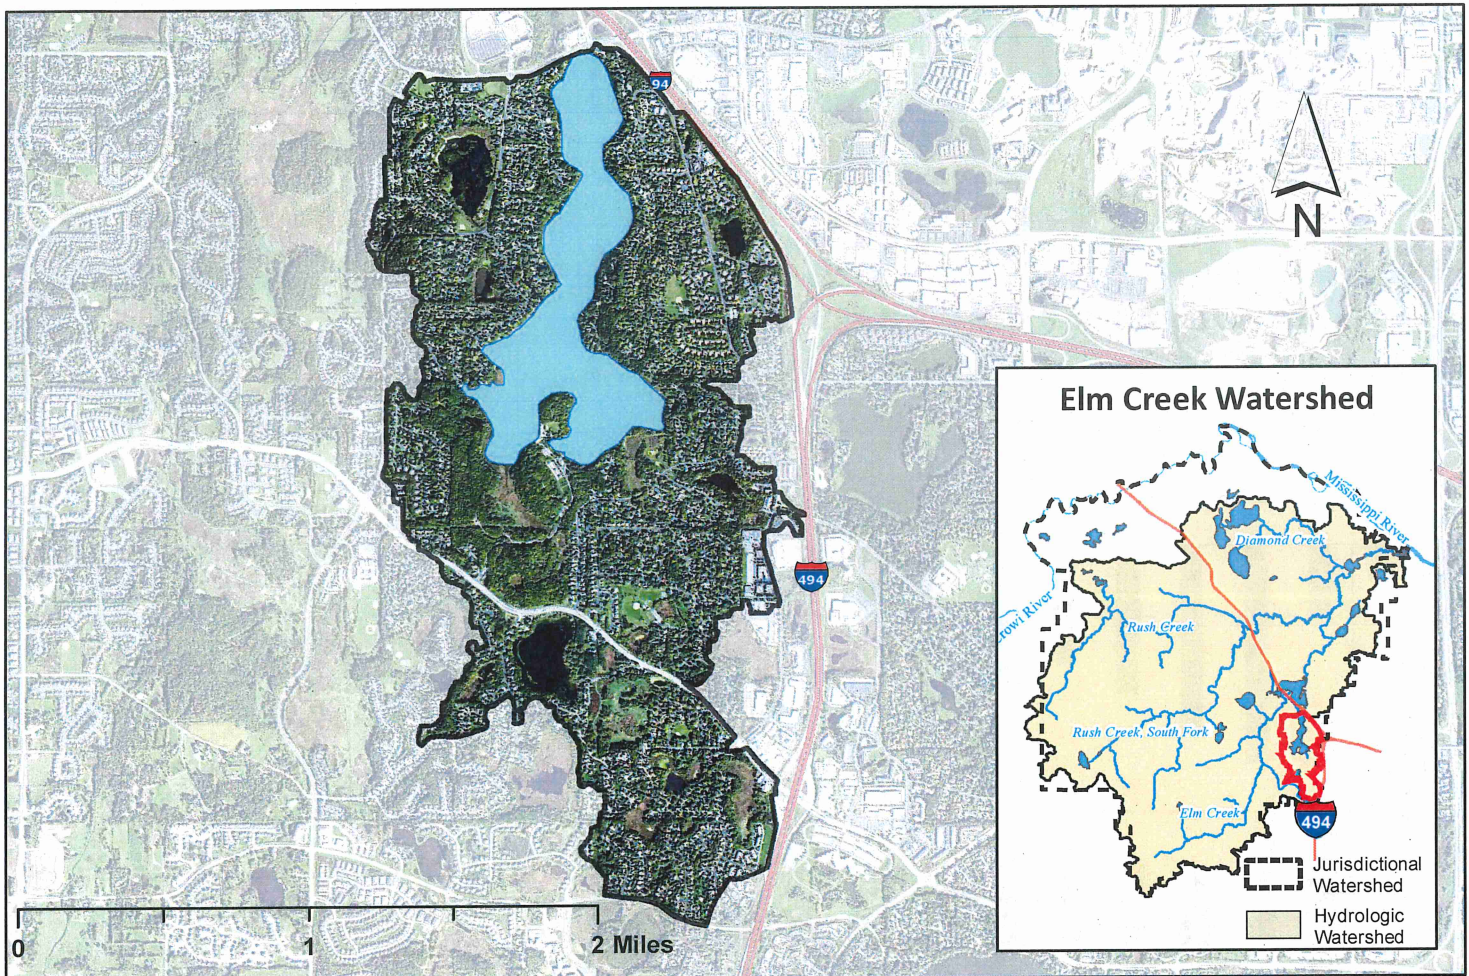 94
N
494
0
1
2 Miles
Elm Creek Watershed
Mississippi River
Diamond Creek
Crowi River
Rush Creek
Rush Creek, South Fork
Elm Creek
494
Jurisdictional
Watershed
Hydrologic
Watershed